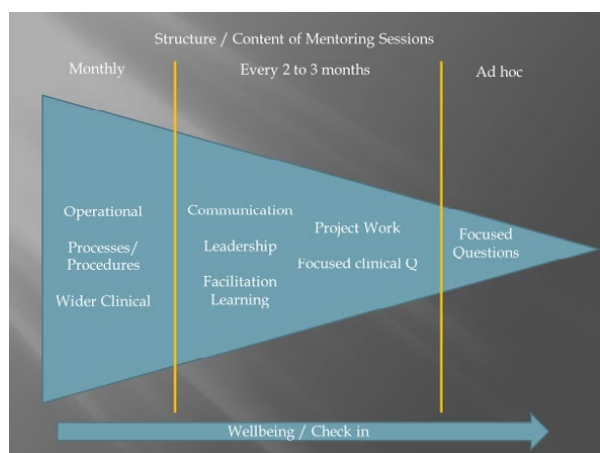 Structure / Content of Mentoring Sessions
Monthly
Every 2 to 3 months
Ad hoc
Operational
Processes/
Procedures
Wider Clinical
Communication
Leadership
Facilitation
Learning
Project Work
Focused clinical Q
Focused
Questions
Wellbeing / Check in